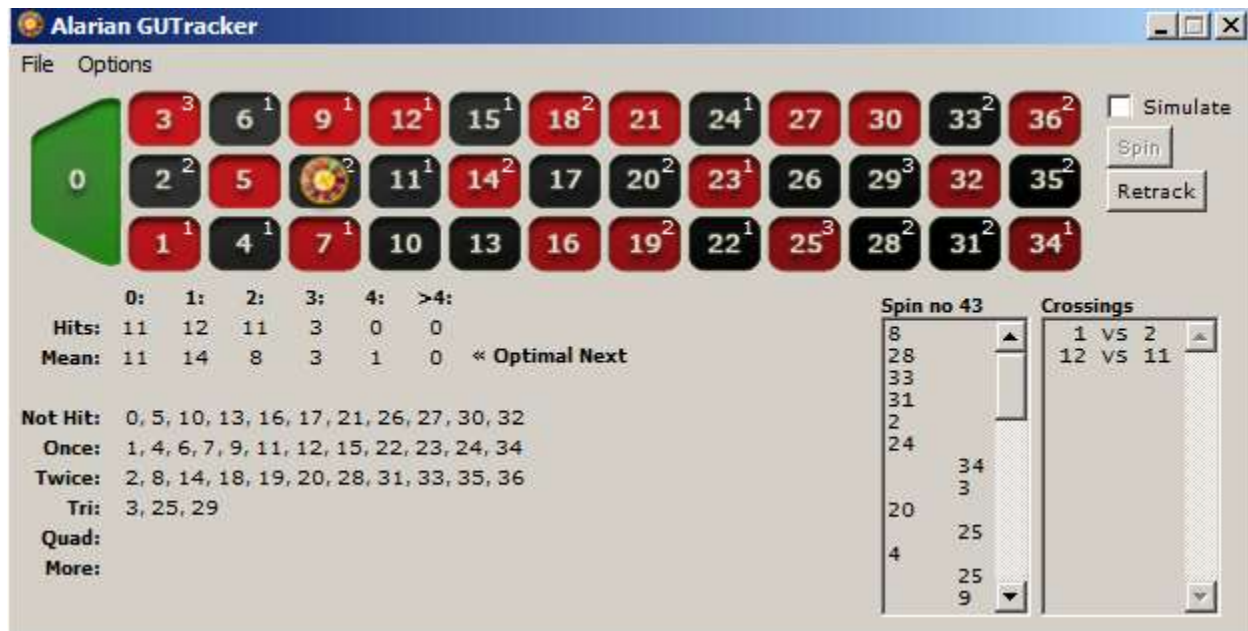 Alarian GUTracker
File Options
3 3 6 1 9 1 12 1 15 1 18 2 21 24 1 27 30 33 2 36 2
Simulate
Spin
0 2 2 5 2 11 1 14 2 17 20 2 23 1 26 29 3 32 35 2
Retrack
1 1 4 1 7 1 10 13 16 19 2 22 1 25 3 28 2 31 2 34 1
0: 1: 2: 3: 4: >4:
Hits: 11 12 11 3 0 0
Mean: 11 14 8 3 1 0 « Optimal Next
Not Hit: 0, 5, 10, 13, 16, 17, 21, 26, 27, 30, 32
Once: 1, 4, 6, 7, 9, 11, 12, 15, 22, 23, 24, 34
Twice: 2, 8, 14, 18, 19, 20, 28, 31, 33, 35, 36
Tri: 3, 25, 29
Quad:
More:
Spin no 43
8
28
33
31
2
24
34
3
20
25
4
25
9
Crossings
1 vs 2
12 vs 11